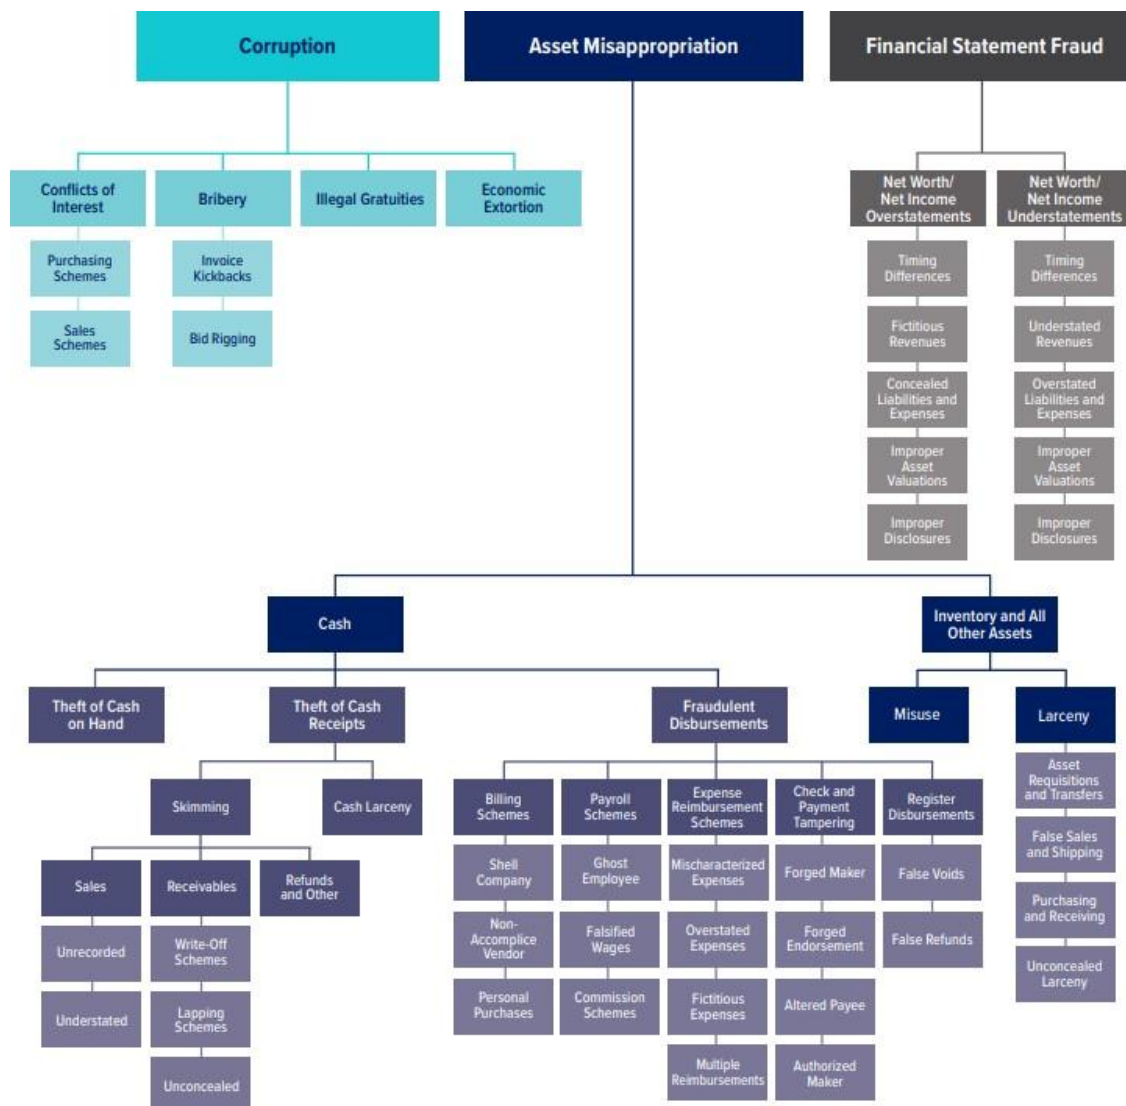 Corruption
Asset Misappropriation
Financial Statement Fraud
Conflicts of
Interest
Bribery
Illegal Gratuities
Economic
Extortion
Purchasing
Schemes
Sales
Schemes
Invoice
Kickbacks
Bid Rigging
Net Worth/
Net Income
Overstatements
Timing
Differences
Fictitious
Revenues
Concealed
Liabilities and
Expenses
Improper
Asset
Valuations
Improper
Disclosures
Net Worth/
Net Income
Understatements
Timing
Differences
Understated
Revenues
Overstated
Liabilities and
Expenses
Improper
Asset
Valuations
Improper
Disclosures
Cash
Inventory and All
Other Assets
Theft of Cash
on Hand
Theft of Cash
Receipts
Fraudulent
Disbursements
Misuse
Larceny
Skimming
Cash Larceny
Sales
Unrecorded
Understated
Receivables
Write-Off
Schemes
Lapping
Schemes
Unconcealed
Refunds
and Other
Billing
Schemes
Shell
Company
Non-
Accomplice
Vendor
Personal
Purchases
Payroll
Schemes
Ghost
Employee
Falsified
Wages
Commission
Schemes
Expense
Reimbursement
Schemes
Mischaracterized
Expenses
Overstated
Expenses
Fictitious
Expenses
Multiple
Reimbursements
Check and
Payment
Tampering
Forged Maker
Forged
Endorsement
Altered Payee
Authorized
Maker
Register
Disbursements
False Voids
False Refunds
Asset
Requisitions
and Transfers
False Sales
and Shipping
Purchasing
and Receiving
Unconcealed
Larceny